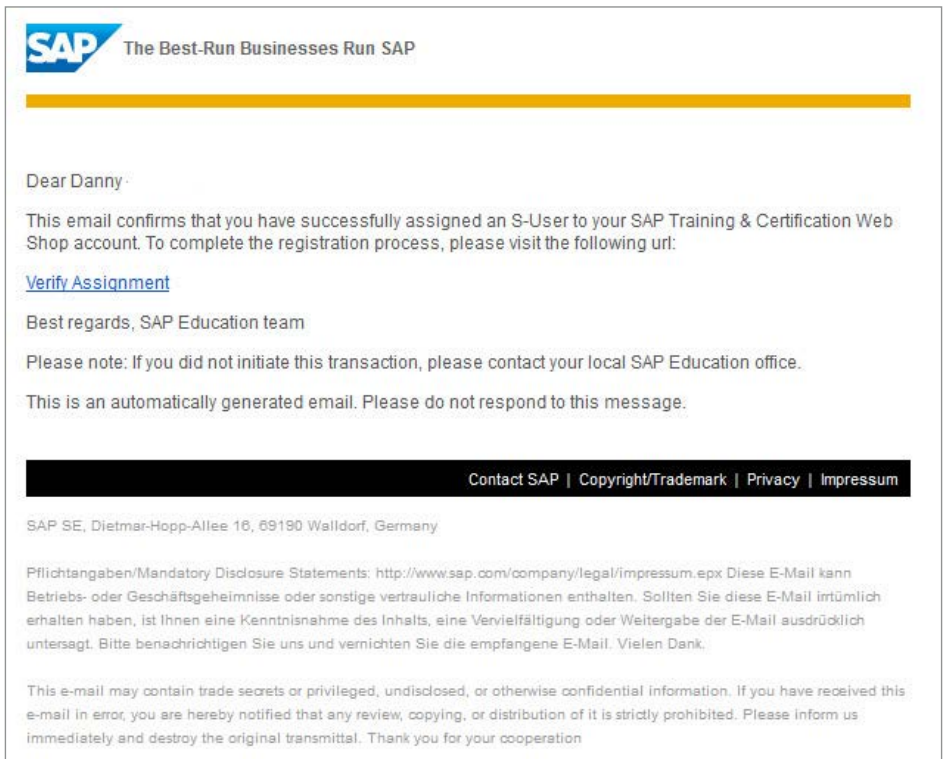 SAP The Best-Run Businesses Run SAP
Dear Danny
This email confirms that you have successfully assigned an S-User to your SAP Training & Certification Web
Shop account. To complete the registration process, please visit the following url:
Verify Assignment
Best regards, SAP Education team
Please note: If you did not initiate this transaction, please contact your local SAP Education office.
This is an automatically generated email. Please do not respond to this message.
Contact SAP | Copyright/Trademark | Privacy | Impressum
SAP SE, Dietmar-Hopp-Allee 16, 69190 Walldorf, Germany
Pflichtangaben/Mandatory Disclosure Statements: http://www.sap.com/company/legal/impressum.epx Diese E-Mail kann
Betriebs- oder Geschäftsgeheimnisse oder sonstige vertrauliche Informationen enthalten. Sollten Sie diese E-Mail irrtümlich
erhalten haben, ist Ihnen eine Kenntnisnahme des Inhalts, eine Vervielfältigung oder Weitergabe der E-Mail ausdrücklich
untersagt. Bitte benachrichtigen Sie uns und vernichten Sie die empfangene E-Mail. Vielen Dank.
This e-mail may contain trade secrets or privileged, undisclosed, or otherwise confidential information. If you have received this
e-mail in error, you are hereby notified that any review, copying, or distribution of it is strictly prohibited. Please inform us
immediately and destroy the original transmittal. Thank you for your cooperation